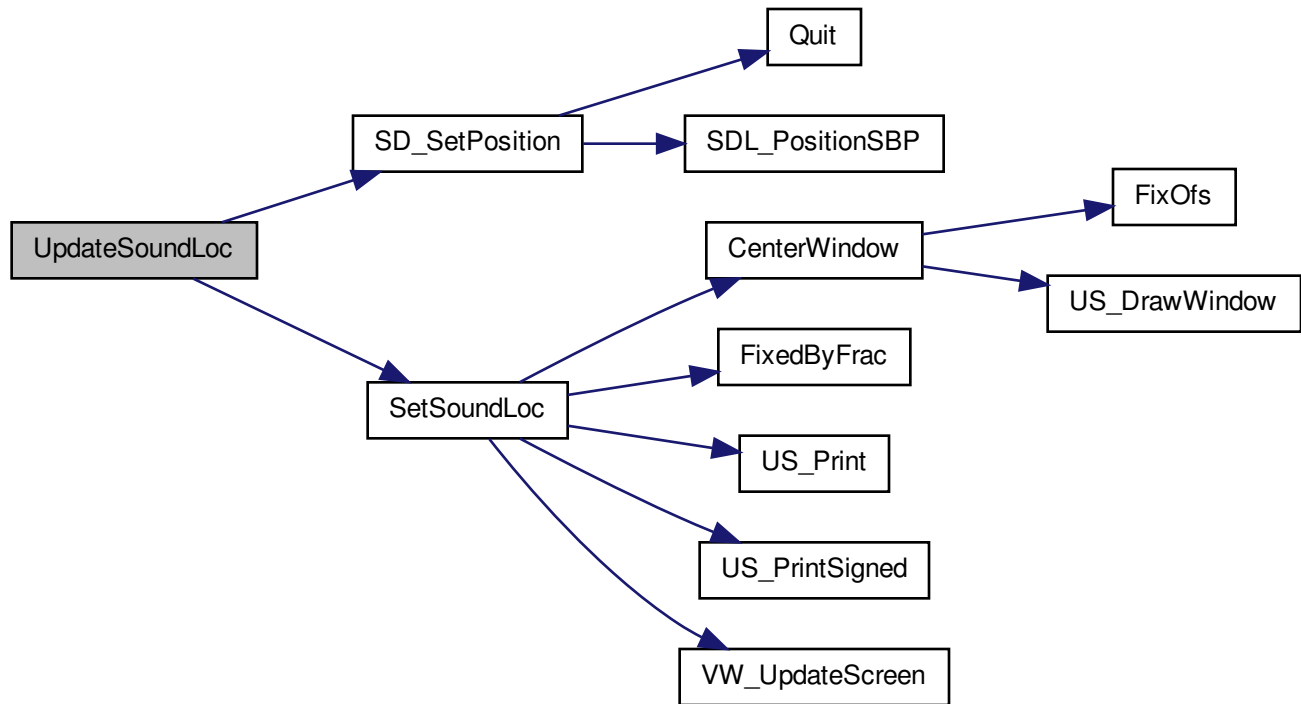 Quit
SD_SetPosition
SDL_PositionSBP
FixOfs
UpdateSoundLoc
CenterWindow
US_DrawWindow
FixedByFrac
SetSoundLoc
US_Print
US_PrintSigned
VW_UpdateScreen